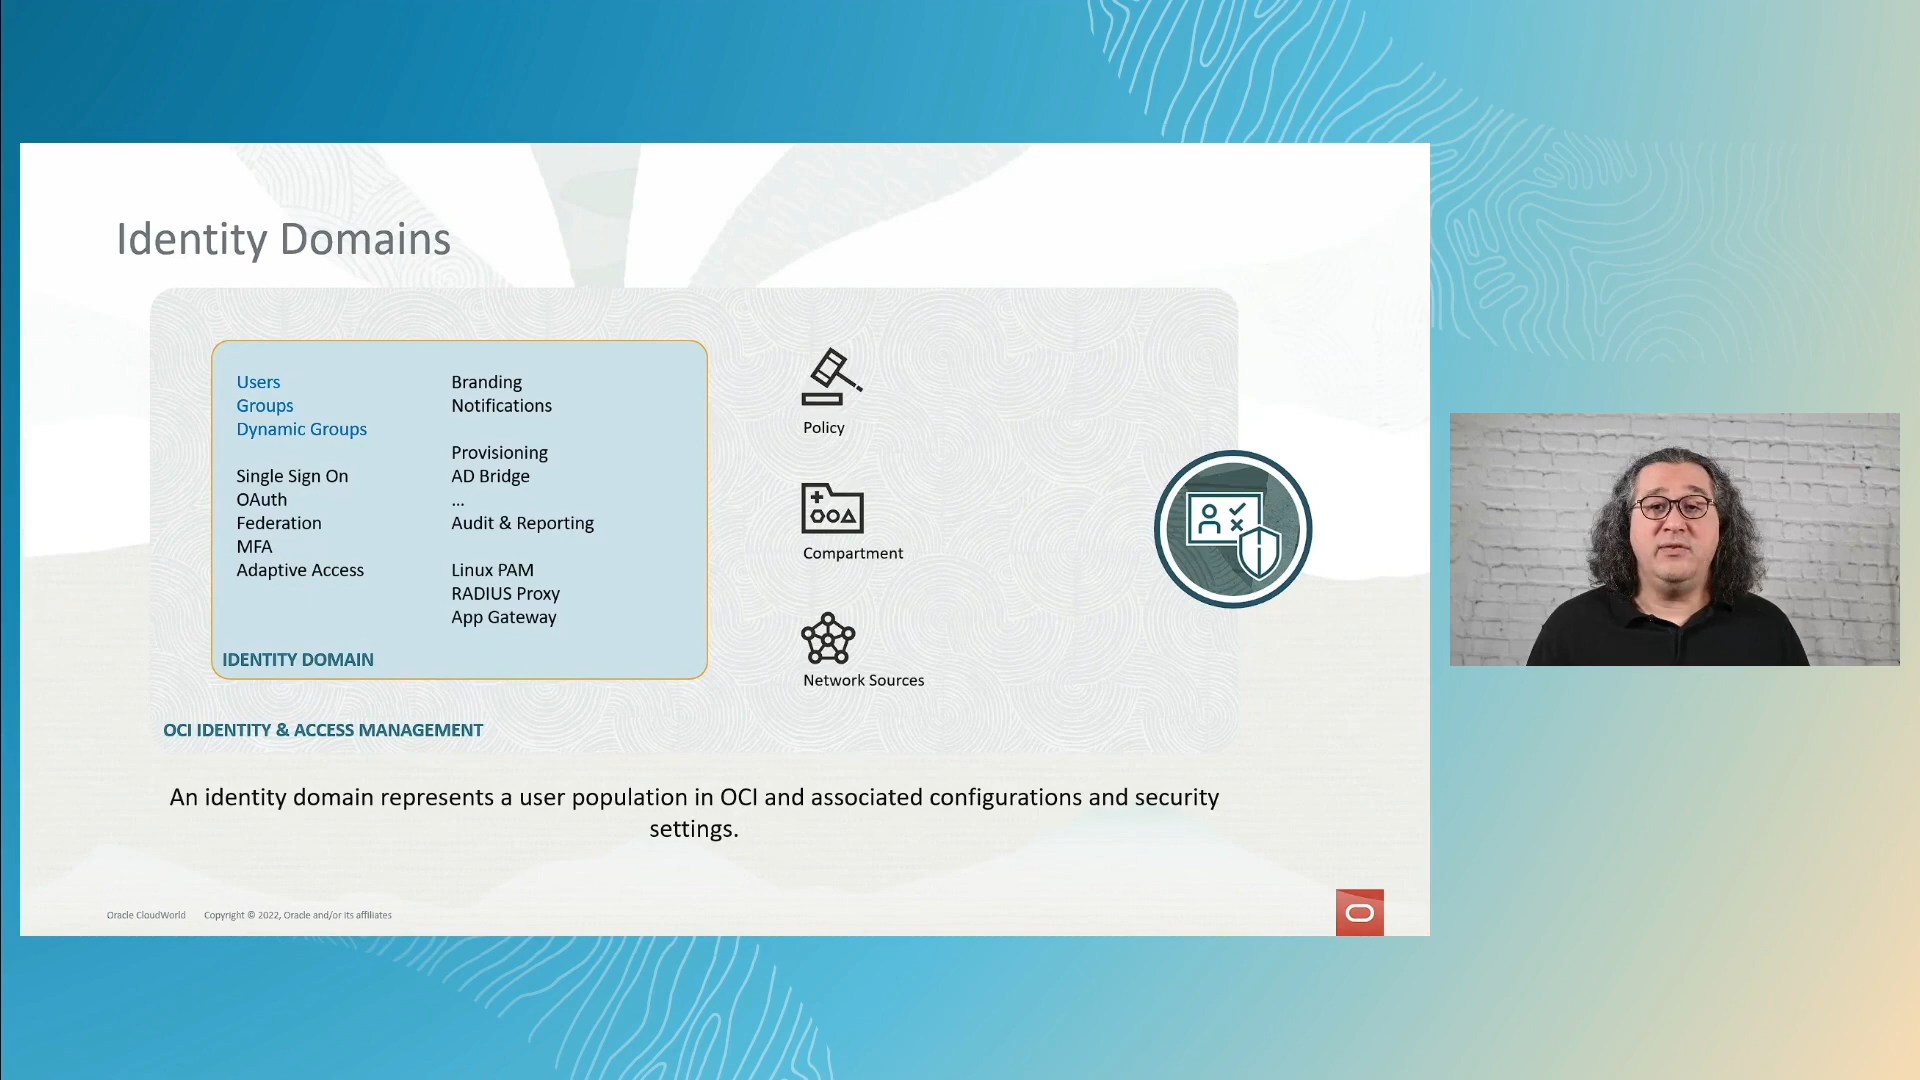 Identity Domains
Users
Groups
Dynamic Groups
Single Sign On
OAuth
Federation
MFA
Adaptive Access
Branding
Notifications
Provisioning
AD Bridge
...
Audit & Reporting
Linux PAM
RADIUS Proxy
App Gateway
IDENTITY DOMAIN
Policy
Compartment
Network Sources
OCI IDENTITY & ACCESS MANAGEMENT
An identity domain represents a user population in OCI and associated configurations and security
settings.
Oracle CloudWorld Copyright © 2022, Oracle and/or its affiliates